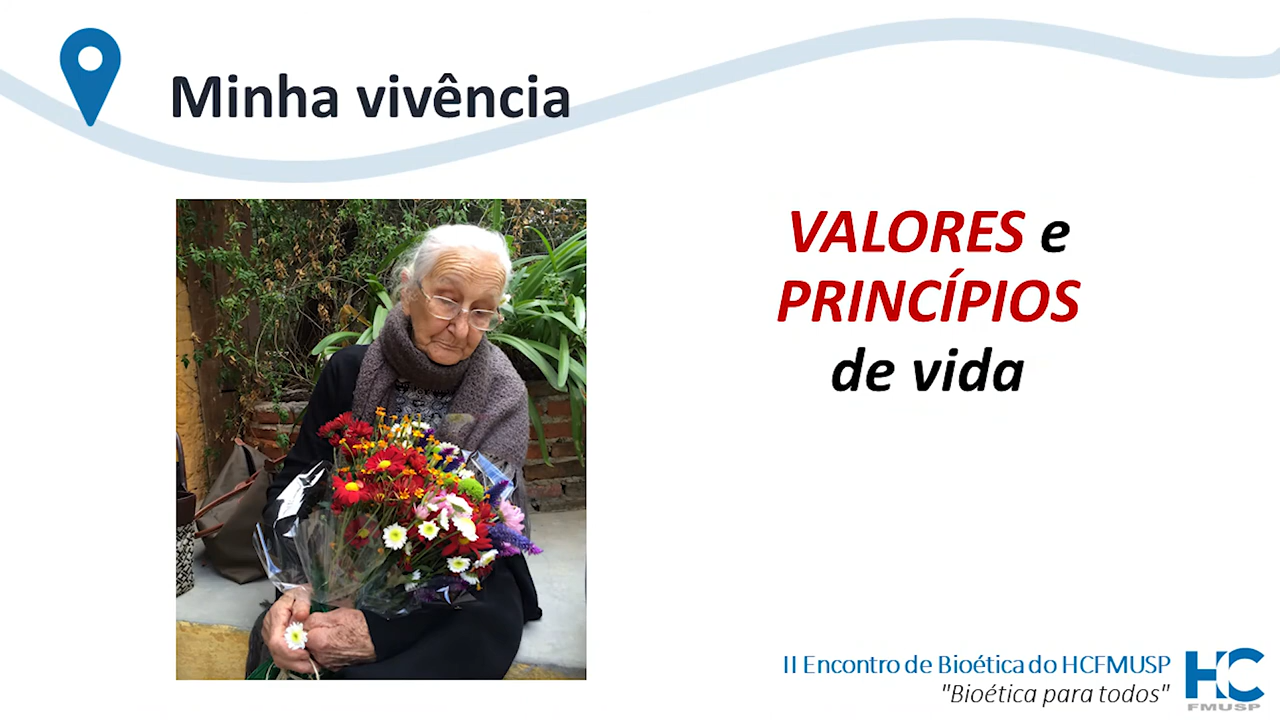 Minha vivência
VALORES e
PRINCÍPIOS
de vida
II Encontro de Bioética do HCFMUSP
"Bioética para todos"
HC
FMUSP